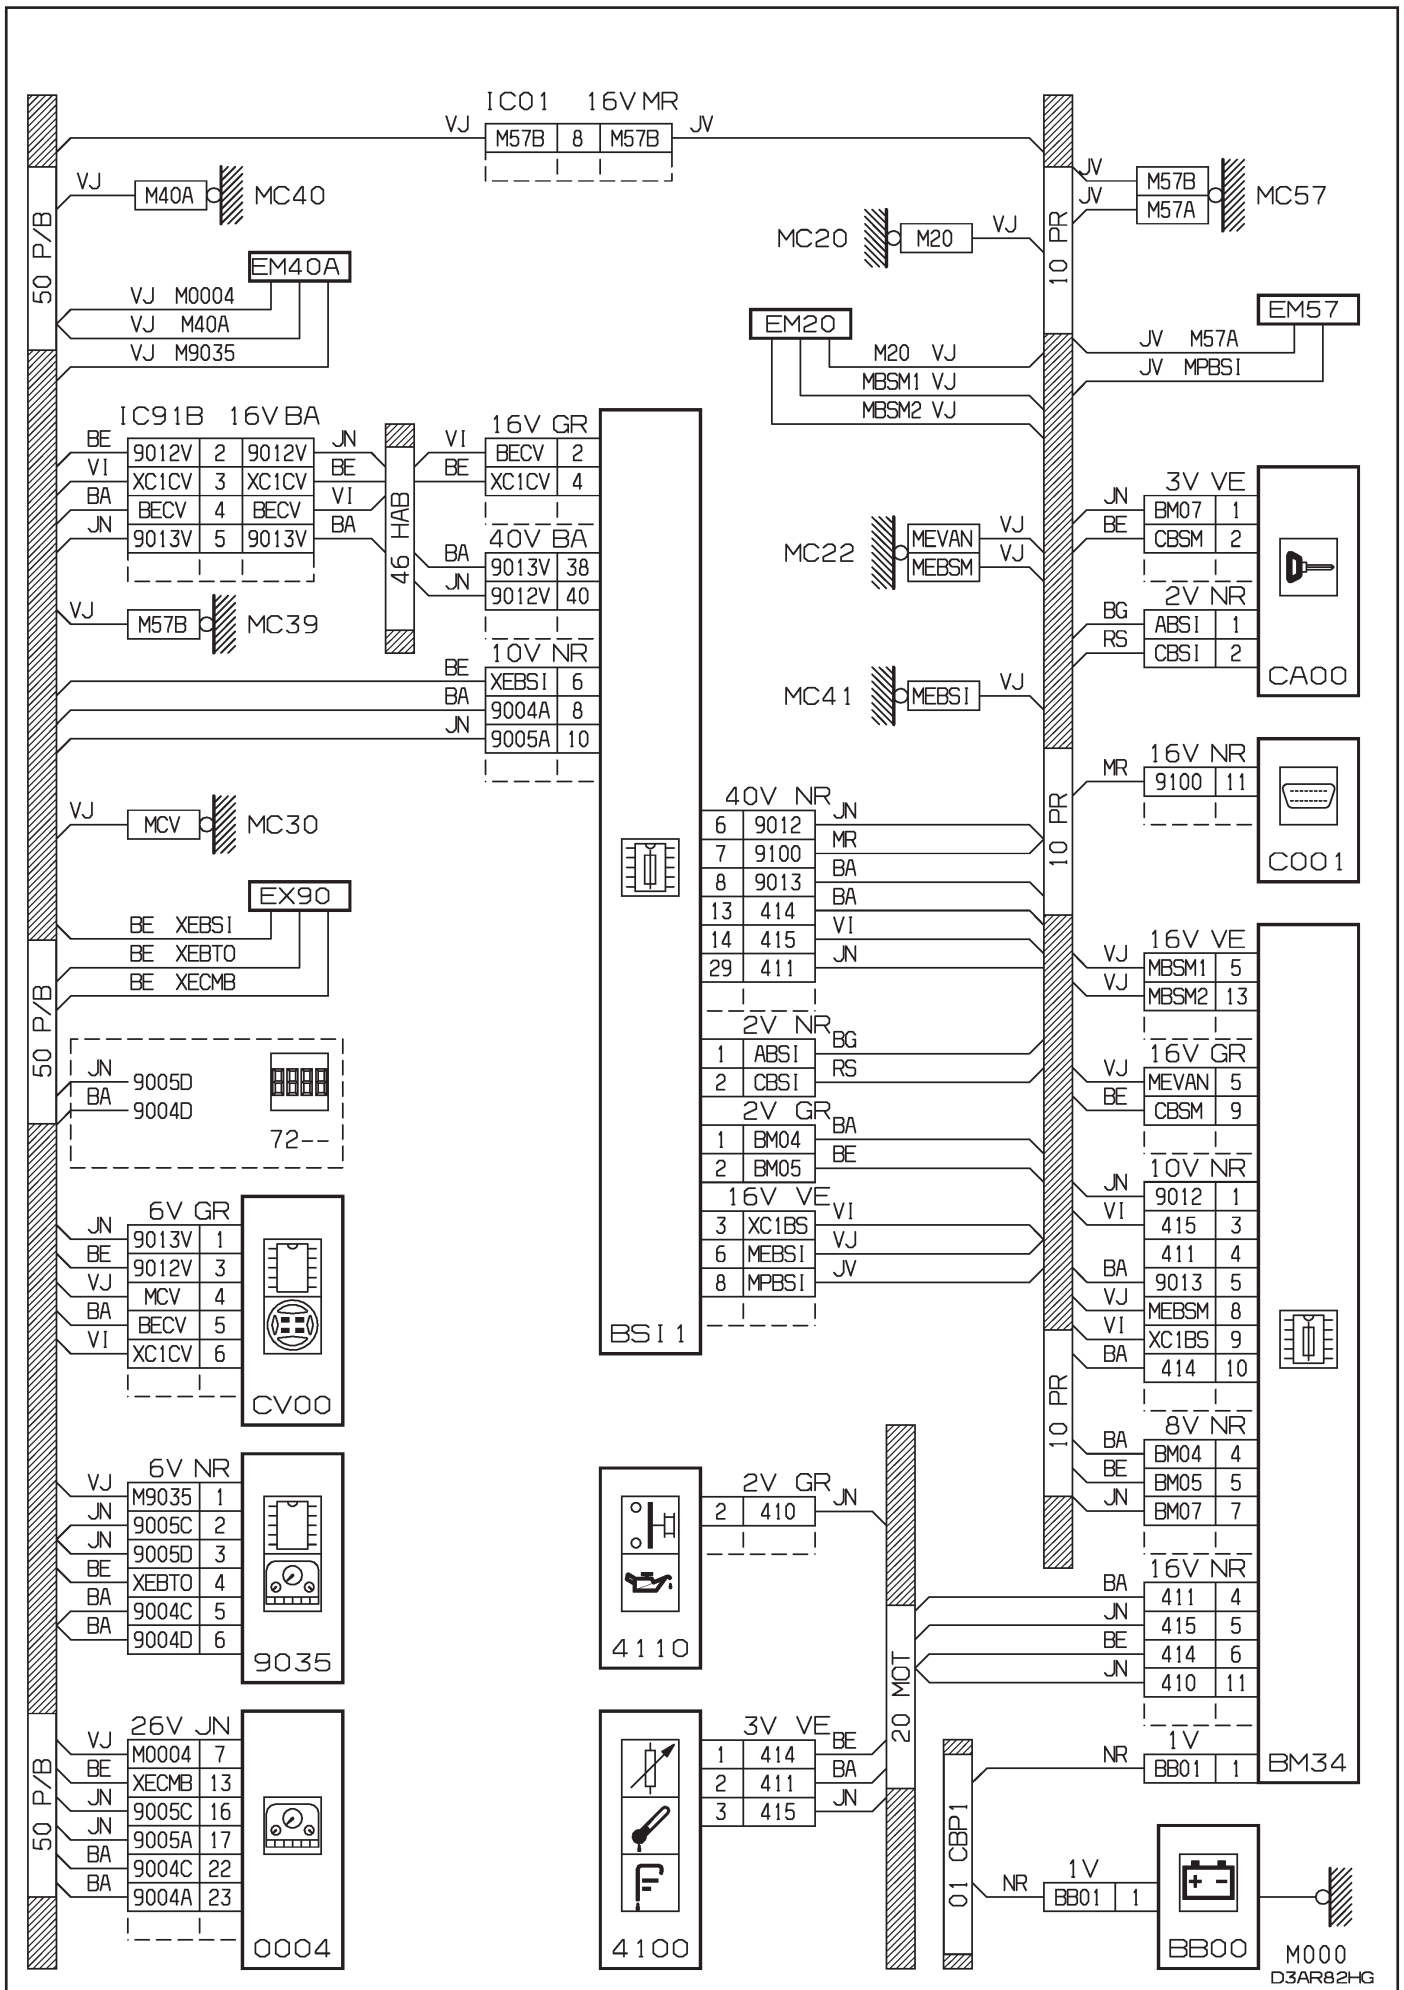 IC01 16V MR
VJ M57B 8 M57B JV
50 P/B
VJ M40A MC40
EM40A
VJ M0004
VJ M40A
VJ M9035
10 PR
JV M57B
JV M57A
MC57
MC20 M20 VJ
EM20
M20 VJ
MBSM1 VJ
MBSM2 VJ
EM57
JV M57A
JV MPBSI
IC91B 16V BA
BE 9012V 2 9012V JN
VI XC1CV 3 XC1CV BE
BA BECV 4 BECV VI
JN 9013V 5 9013V BA
46 HAB
16V GR
VI BECV 2
BE XC1CV 4
40V BA
BA 9013V 38
JN 9012V 40
10V NR
BE XEBSI 6
BA 9004A 8
JN 9005A 10
VJ M57B MC39
MC22
MEVAN VJ
MEBSM VJ
MC41 MEBSI VJ
3V VE
JN BM07 1
BE CBSM 2
2V NR
BG ABSI 1
RS CBSI 2
CA00
VJ MCV MC30
EX90
BE XEBSI
BE XEBTO
BE XECMB
50 P/B
JN 9005D
BA 9004D
72--
40V NR
6 9012 JN
7 9100 MR
8 9013 BA
13 414 BA
14 415 VI
29 411 JN
2V NR
1 ABSI BG
2 CBSI RS
2V GR
1 BM04 BA
2 BM05 BE
16V VE
3 XC1BS VI
6 MEBSI VJ
8 MPBSI JV
BSI1
10 PR
16V NR
MR 9100 11
C001
16V VE
VJ MBSM1 5
VJ MBSM2 13
16V GR
VJ MEVAN 5
BE CBSM 9
10V NR
JN 9012 1
VI 415 3
411 4
BA 9013 5
VJ MEBSM 8
VI XC1BS 9
BA 414 10
10 PR
8V NR
BA BM04 4
BE BM05 5
JN BM07 7
16V NR
BA 411 4
JN 415 5
BE 414 6
JN 410 11
1V
NR BB01 1
BM34
6V GR
JN 9013V 1
BE 9012V 3
VJ MCV 4
BA BECV 5
VI XC1CV 6
CV00
6V NR
VJ M9035 1
JN 9005C 2
JN 9005D 3
BE XEBTO 4
BA 9004C 5
BA 9004D 6
9035
50 P/B
26V JN
VJ M0004 7
BE XECMB 13
JN 9005C 16
JN 9005A 17
BA 9004C 22
BA 9004A 23
0004
2V GR
2 410 JN
4110
20 MOT
3V VE
1 414 BE
2 411 BA
3 415 JN
F
4100
01 CBP1
1V
NR BB01 1
+ -
BB00
M000
D3AR82HG